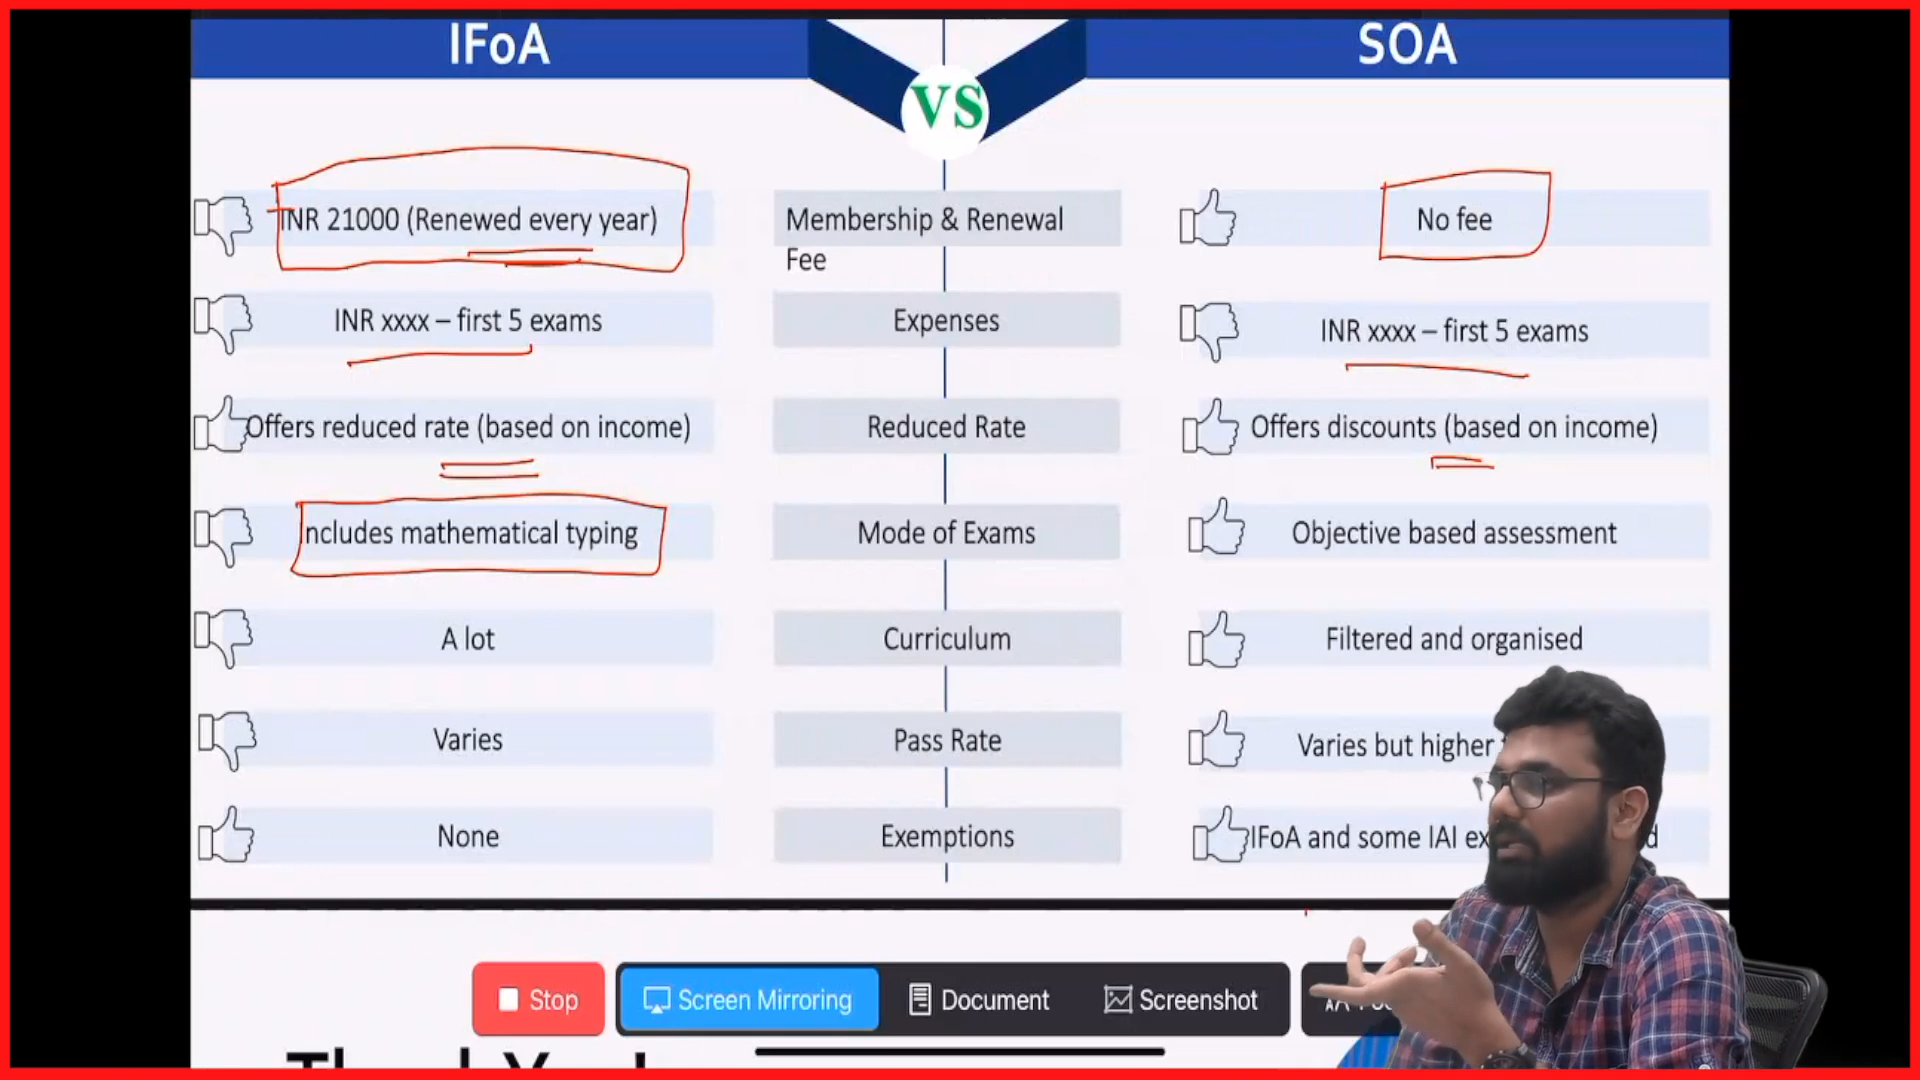 IFoA
VS
SOA
INR 21000 (Renewed every year)
Membership & Renewal
Fee
No fee
INR xxxx – first 5 exams
Expenses
INR xxxx – first 5 exams
Offers reduced rate (based on income)
Reduced Rate
Offers discounts (based on income)
ncludes mathematical typing
Mode of Exams
Objective based assessment
A lot
Curriculum
Filtered and organised
Varies
Pass Rate
Varies but higher
None
Exemptions
IFoA and some IAI
Stop
Screen Mirroring
Document
Screenshot